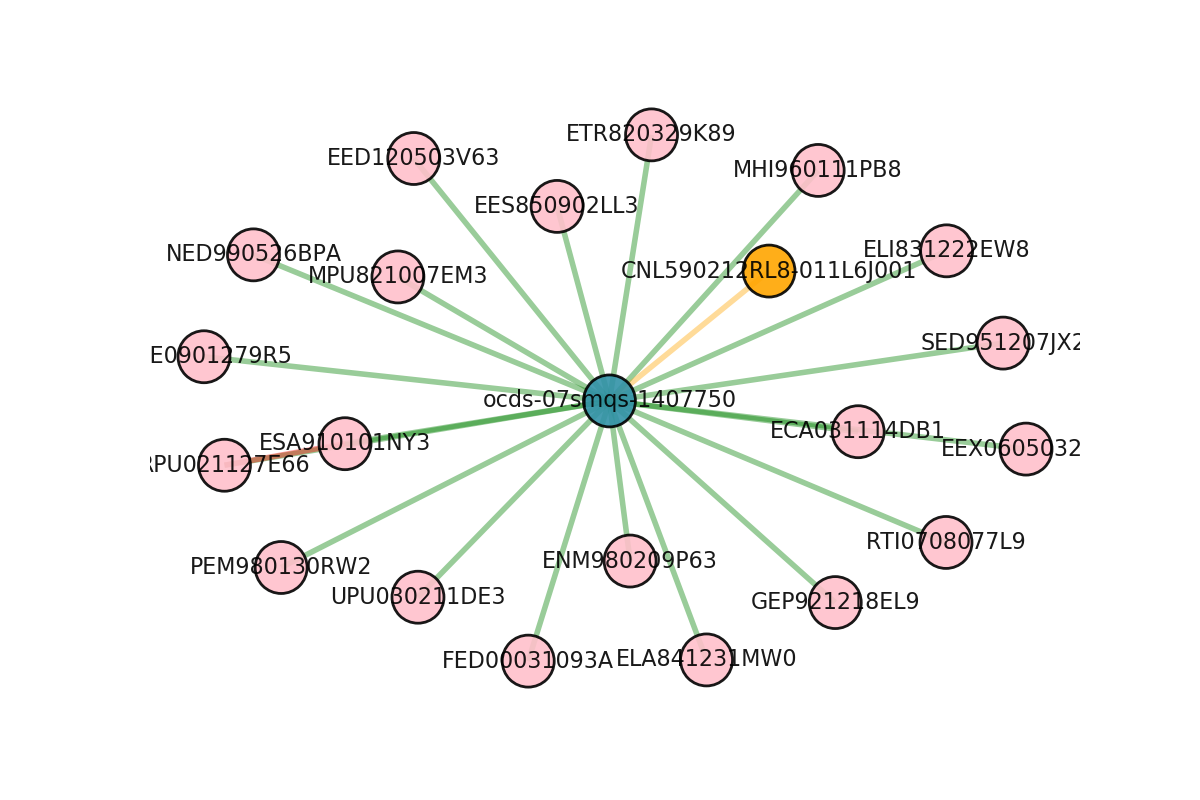 ETR820329K89
EED120503V63
MHI960111PB8
EES850902LL3
NED990526BPA
ELI831222EW8
MPU821007EM3
CNL590212RL8-011L6J001
SED951207JX2
E0901279R5
ocds-07smqs-1407750
ECA031114DB1
ESA910101NY3
EEX0605032
RPU021127E66
RTI0708077L9
ENM980209P63
PEM980130RW2
UPU030211DE3
GEP921218EL9
FED00031093A
ELA841231MW0